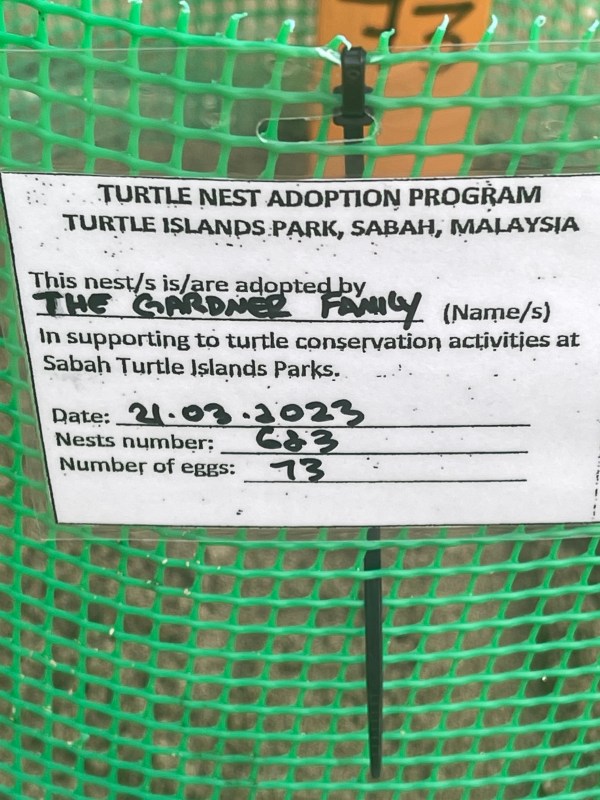 73
TURTLE NEST ADOPTION PROGRAM
TURTLE ISLANDS PARK, SABAH, MALAYSIA
This nest/s is/are adopted by
THE GARDNER FAMILY (Name/s)
In supporting to turtle conservation activities at
Sabah Turtle Islands Parks.
Date: 21.03.2023
Nests number: 623
Number of eggs: 73